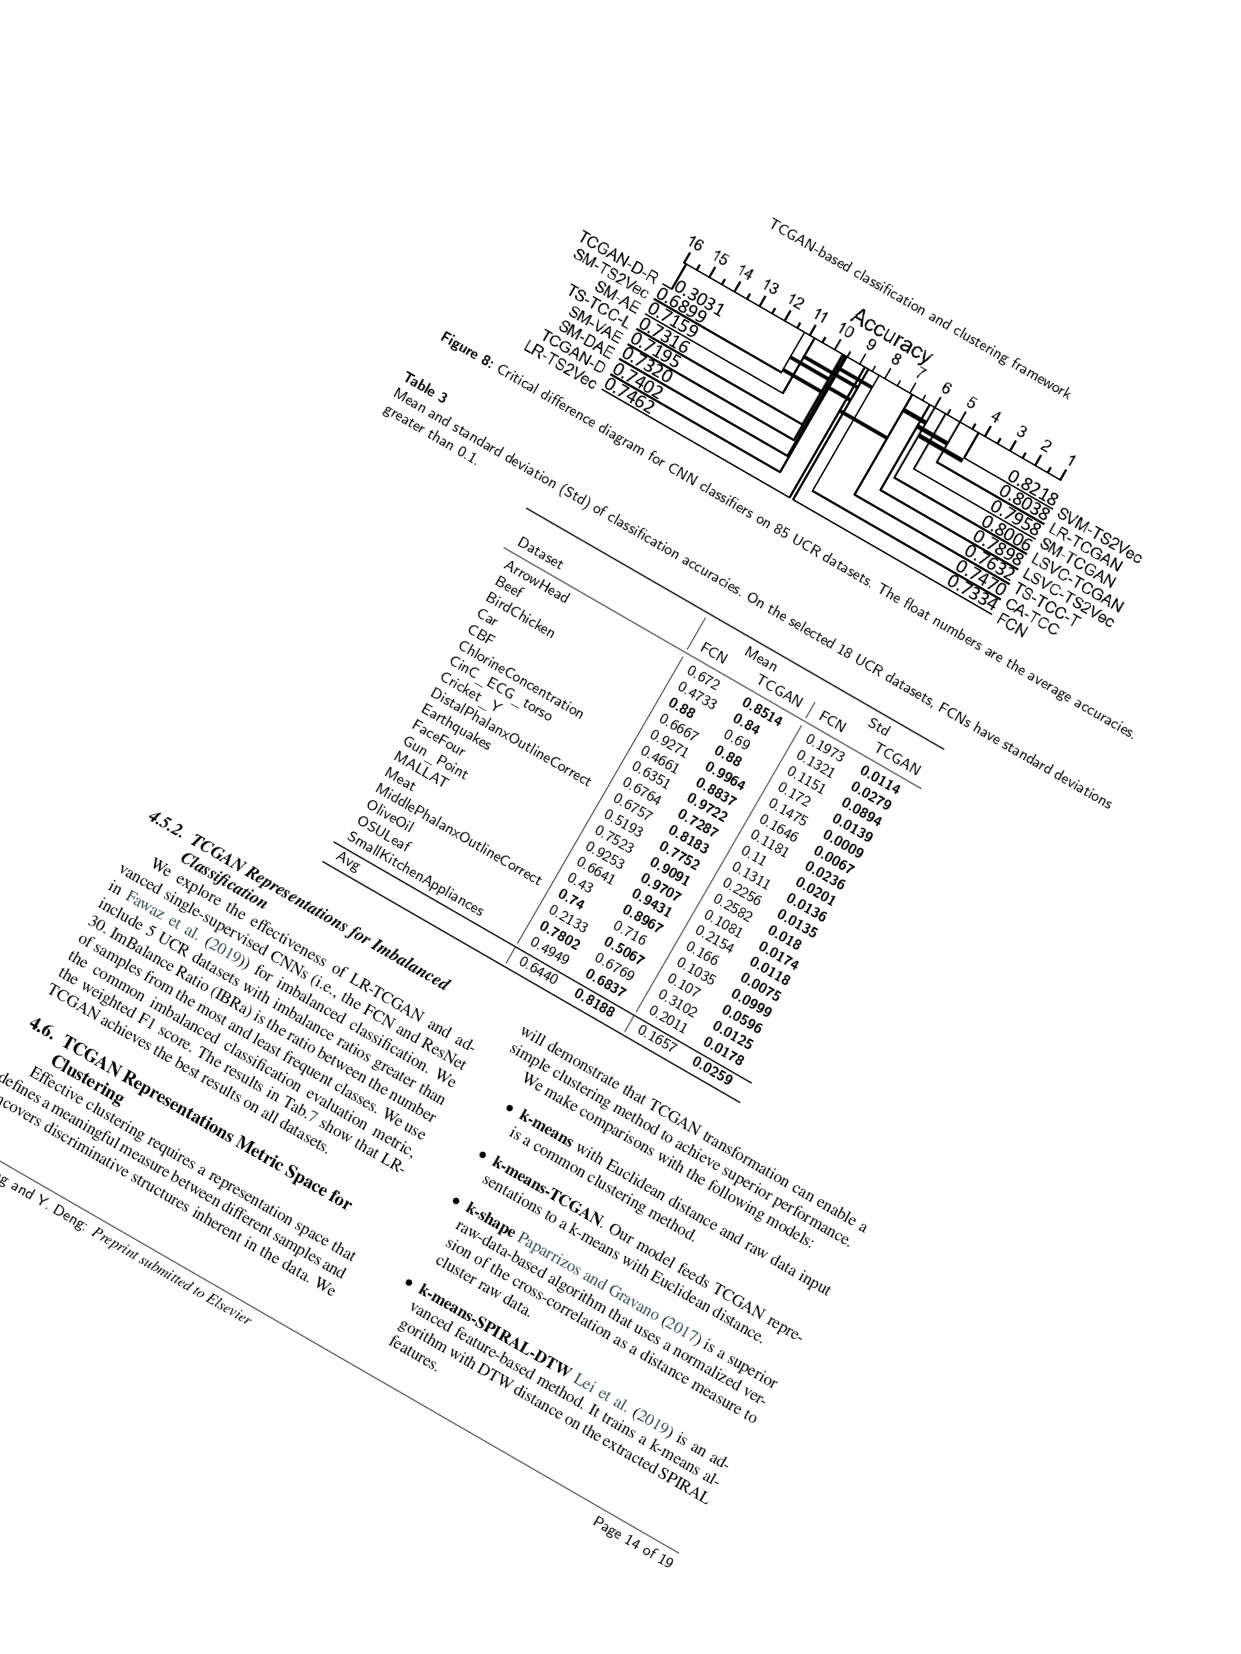 TCGAN-based classification and clustering framework
Accuracy
16 15 14 13 12 11 10 9 8 7 6 5 4 3 2 1
TCGAN-D-R 0.3031
SM-TS2Vec 0.6899
SM-AE 0.7159
TS-TCC-L 0.7316
SM-VAE 0.7195
SM-DAE 0.7320
TCGAN-D 0.7402
LR-TS2Vec 0.7462
0.8218 SVM-TS2Vec
0.8038 LR-TCGAN
0.7958 SM-TCGAN
0.8006 LSVC-TCGAN
0.7898 LSVC-TS2Vec
0.7632 TS-TCC-T
0.7470 CA-TCC
0.7334 FCN
Figure 8: Critical difference diagram for CNN classifiers on 85 UCR datasets. The float numbers are the average accuracies.
Table 3
Mean and standard deviation (Std) of classification accuracies. On the selected 18 UCR datasets, FCNs have standard deviations
greater than 0.1.
Dataset Mean Std
FCN TCGAN FCN TCGAN
ArrowHead 0.672 0.8514 0.1973 0.0114
Beef 0.4733 0.84 0.1321 0.0279
BirdChicken 0.88 0.69 0.1151 0.0894
Car 0.6667 0.88 0.172 0.0139
CBF 0.9271 0.9964 0.1475 0.0009
ChlorineConcentration 0.4661 0.8837 0.1646 0.0067
CinC_ECG_torso 0.6351 0.9722 0.1181 0.0236
Cricket_Y 0.6764 0.7287 0.11 0.0201
DistalPhalanxOutlineCorrect 0.6757 0.8183 0.1311 0.0136
Earthquakes 0.5193 0.7752 0.2256 0.0135
FaceFour 0.7523 0.9091 0.2582 0.018
Gun_Point 0.9253 0.9707 0.1081 0.0174
MALLAT 0.6641 0.9431 0.2154 0.0118
Meat 0.43 0.8967 0.166 0.0075
MiddlePhalanxOutlineCorrect 0.74 0.716 0.1035 0.0999
OliveOil 0.2133 0.5067 0.107 0.0596
OSULeaf 0.7802 0.6769 0.3102 0.0125
SmallKitchenAppliances 0.4949 0.6837 0.2011 0.0178
Avg 0.6440 0.8188 0.1657 0.0259
4.5.2. TCGAN Representations for Imbalanced
Classification
We explore the effectiveness of LR-TCGAN and ad-
vanced single-supervised CNNs (i.e., the FCN and ResNet
in Fawaz et al. (2019)) for imbalanced classification. We
include 5 UCR datasets with imbalance ratios greater than
30. ImBalance Ratio (IBRa) is the ratio between the number
of samples from the most and least frequent classes. We use
the common imbalanced classification evaluation metric,
the weighted F1 score. The results in Tab.7 show that LR-
TCGAN achieves the best results on all datasets.
4.6. TCGAN Representations Metric Space for
Clustering
Effective clustering requires a representation space that
defines a meaningful measure between different samples and
ncovers discriminative structures inherent in the data. We
will demonstrate that TCGAN transformation can enable a
simple clustering method to achieve superior performance.
We make comparisons with the following models:
• k-means with Euclidean distance and raw data input
is a common clustering method.
• k-means-TCGAN. Our model feeds TCGAN repre-
sentations to a k-means with Euclidean distance.
• k-shape Paparrizos and Gravano (2017) is a superior
raw-data-based algorithm that uses a normalized ver-
sion of the cross-correlation as a distance measure to
cluster raw data.
• k-means-SPIRAL-DTW Lei et al. (2019) is an ad-
vanced feature-based method. It trains a k-means al-
gorithm with DTW distance on the extracted SPIRAL
features.
g and Y. Deng: Preprint submitted to Elsevier
Page 14 of 19